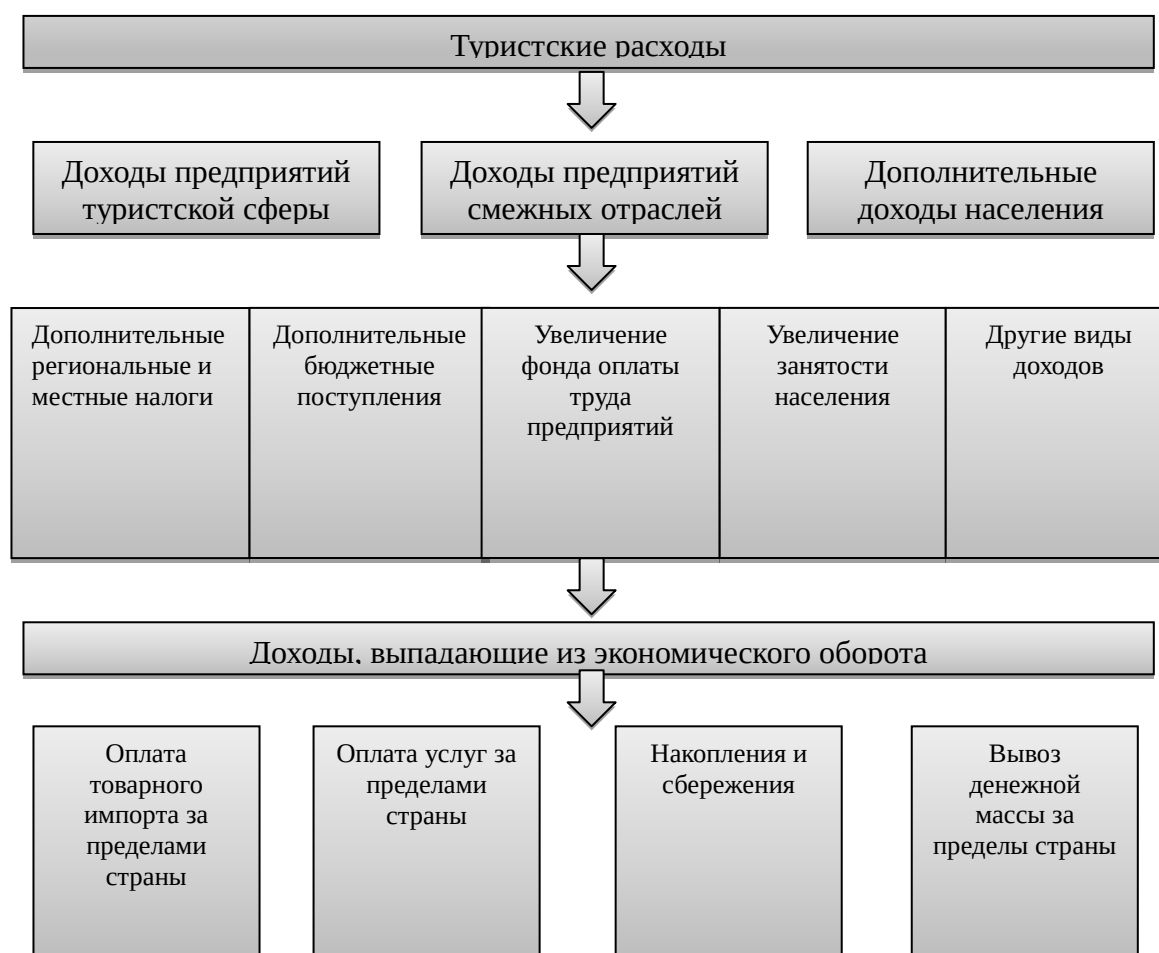 Туристские расходы
Доходы предприятий
туристской сферы
Доходы предприятий
смежных отраслей
Дополнительные
доходы населения
Дополнительные
региональные и
местные налоги
Дополнительные
бюджетные
поступления
Увеличение
фонда оплаты
труда
предприятий
Увеличение
занятости
населения
Другие виды
доходов
Доходы, выпадающие из экономического оборота
Оплата
товарного
импорта за
пределами
страны
Оплата услуг за
пределами
страны
Накопления и
сбережения
Вывоз
денежной
массы за
пределы страны